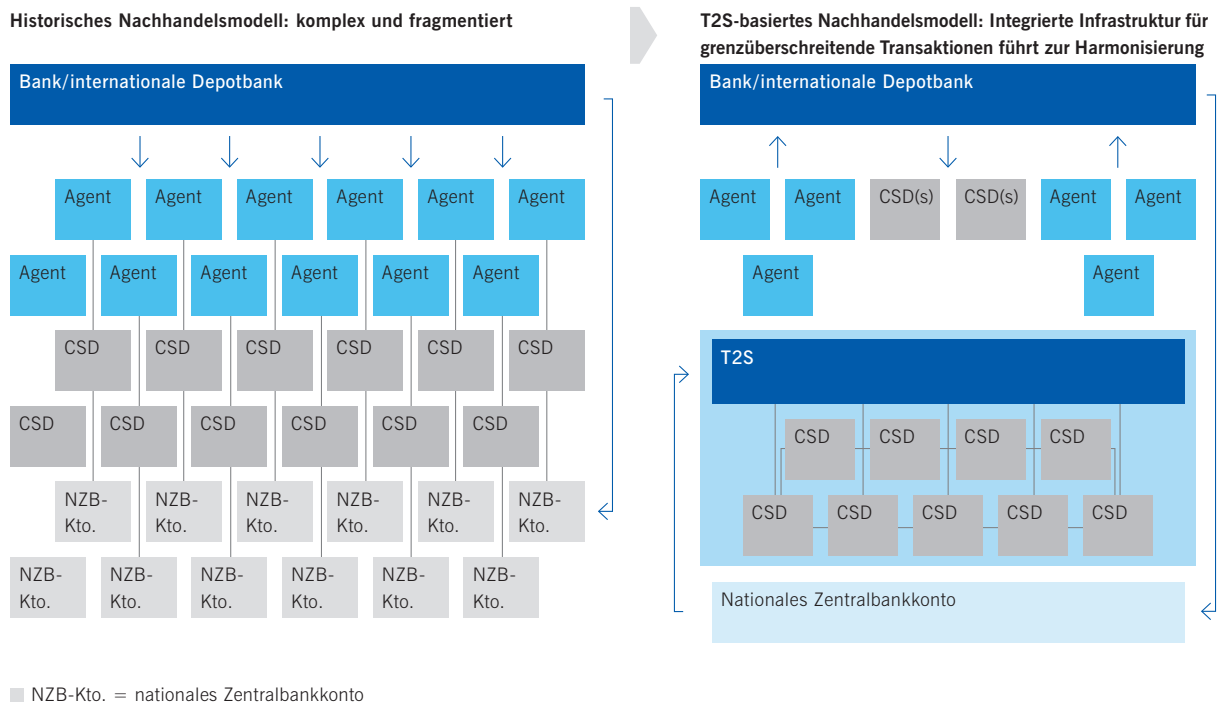 Historisches Nachhandelsmodell: komplex und fragmentiert
Bank/internationale Depotbank
Agent Agent Agent Agent Agent Agent
Agent Agent Agent Agent Agent Agent
CSD CSD CSD CSD CSD CSD
CSD CSD CSD CSD CSD CSD
NZB- NZB- NZB- NZB- NZB- NZB-
Kto. Kto. Kto. Kto. Kto. Kto.
NZB- NZB- NZB- NZB- NZB- NZB-
Kto. Kto. Kto. Kto. Kto. Kto.
NZB-Kto. = nationales Zentralbankkonto
T2S-basiertes Nachhandelsmodell: Integrierte Infrastruktur für
grenzüberschreitende Transaktionen führt zur Harmonisierung
Bank/internationale Depotbank
Agent Agent CSD(s) CSD(s) Agent Agent
Agent Agent
T2S
CSD CSD CSD CSD
CSD CSD CSD CSD CSD
Nationales Zentralbankkonto